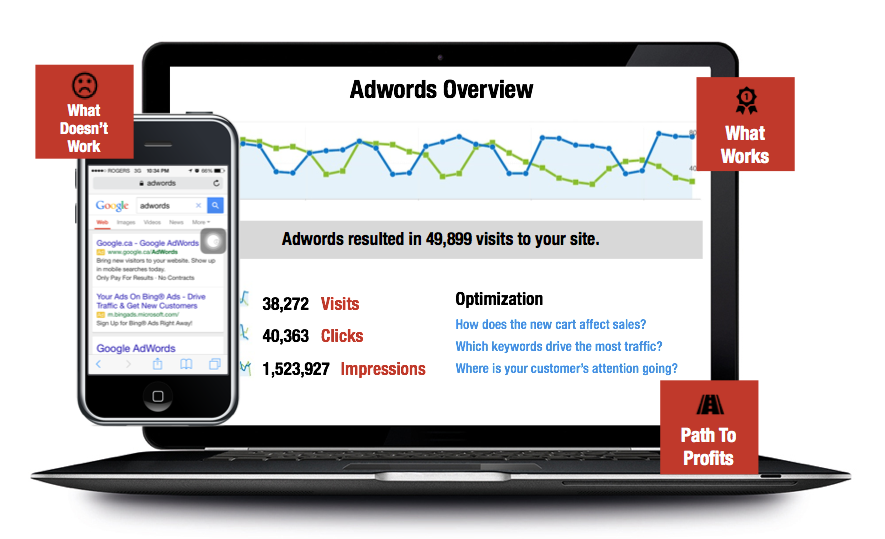 What
Doesn't
Work
Adwords Overview
What
Works
80
40
ROGERS 3G 10:34 PM 66%
adwords
Google adwords
Web Images Videos News More
Google.ca - Google AdWords
Ad www.google.ca/AdWords
Bring new visitors to your website. Show up
in mobile searches today.
Only Pay For Results · No Contracts
Your Ads On Bing® Ads - Drive
Traffic & Get New Customers
Ad m.bingads.microsoft.com/
Sign Up for Bing® Ads Right Away!
Google AdWords
Adwords resulted in 49,899 visits to your site.
38,272 Visits
40,363 Clicks
1,523,927 Impressions
Optimization
How does the new cart affect sales?
Which keywords drive the most traffic?
Where is your customer's attention going?
Path To
Profits